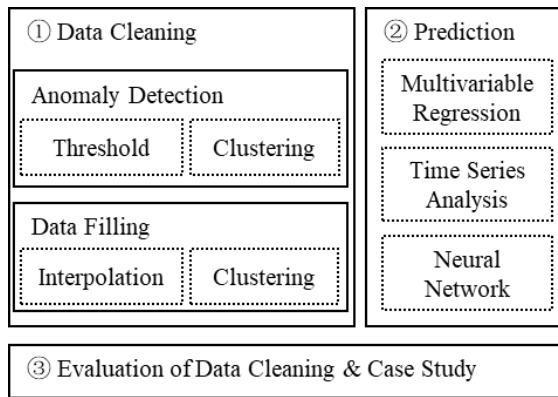 ① Data Cleaning
Anomaly Detection
Threshold
Clustering
Data Filling
Interpolation
Clustering
② Prediction
Multivariable
Regression
Time Series
Analysis
Neural
Network
③ Evaluation of Data Cleaning & Case Study